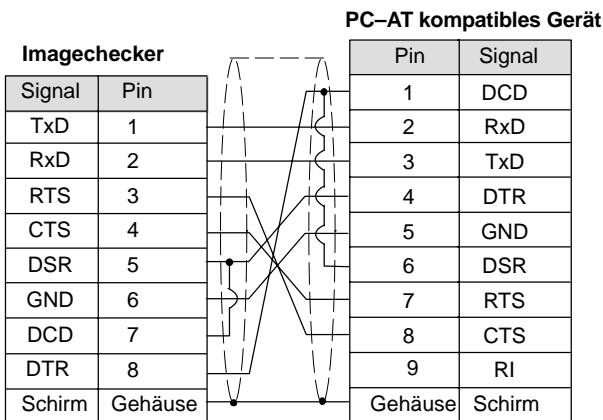 PC–AT kompatibles Gerät
Imagechecker
Signal Pin
TxD 1
RxD 2
RTS 3
CTS 4
DSR 5
GND 6
DCD 7
DTR 8
Schirm Gehäuse
Pin Signal
1 DCD
2 RxD
3 TxD
4 DTR
5 GND
6 DSR
7 RTS
8 CTS
9 RI
Gehäuse Schirm